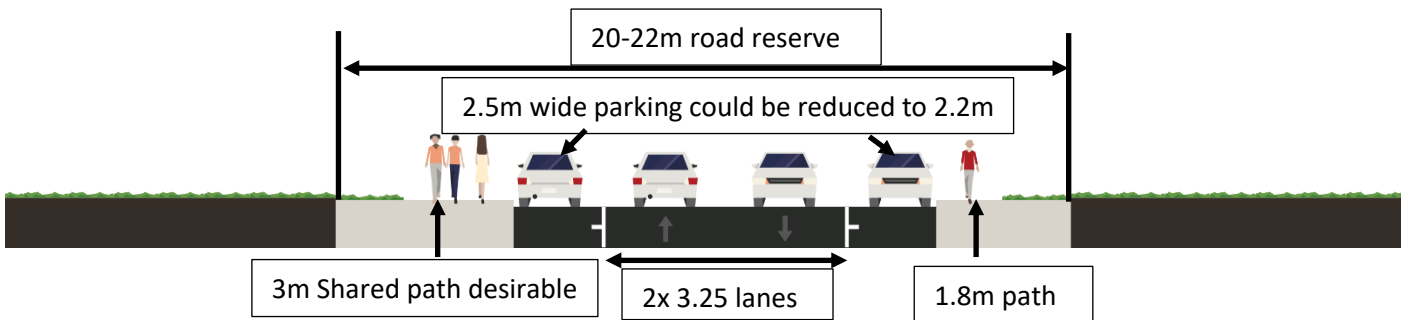 20-22m road reserve
2.5m wide parking could be reduced to 2.2m
3m Shared path desirable
2x 3.25 lanes
1.8m path